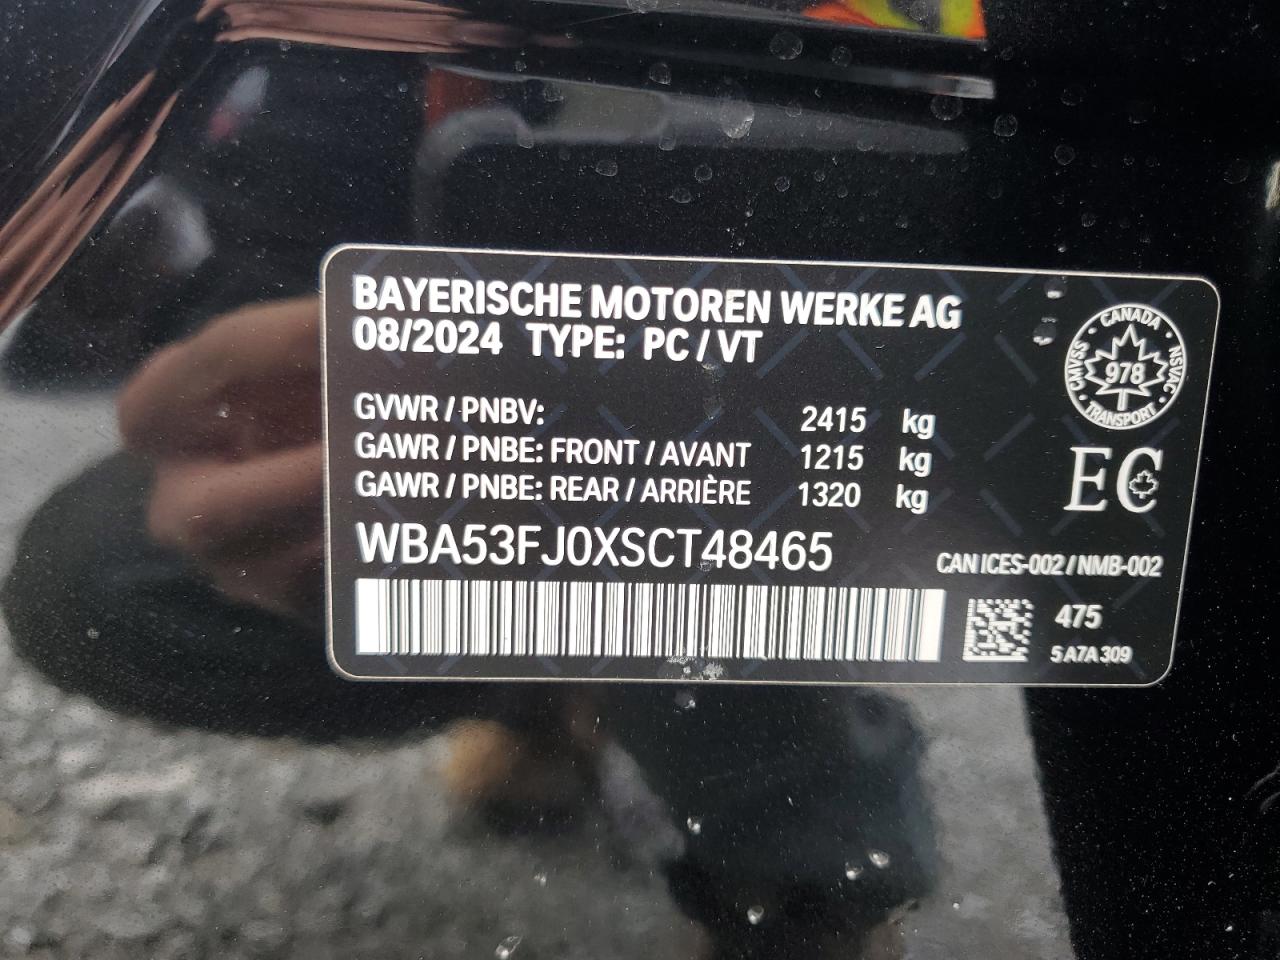 BAYERISCHE MOTOREN WERKE AG
08/2024 TYPE: PC / VT
GVWR / PNBV: 2415 kg
GAWR / PNBE: FRONT / AVANT 1215 kg
GAWR / PNBE: REAR / ARRIÈRE 1320 kg
WBA53FJ0XSCT48465
CANADA
CMVSS
978
NSVAC
TRANSPORT
EC
CAN ICES-002 / NMB-002
475
5 A7A 309